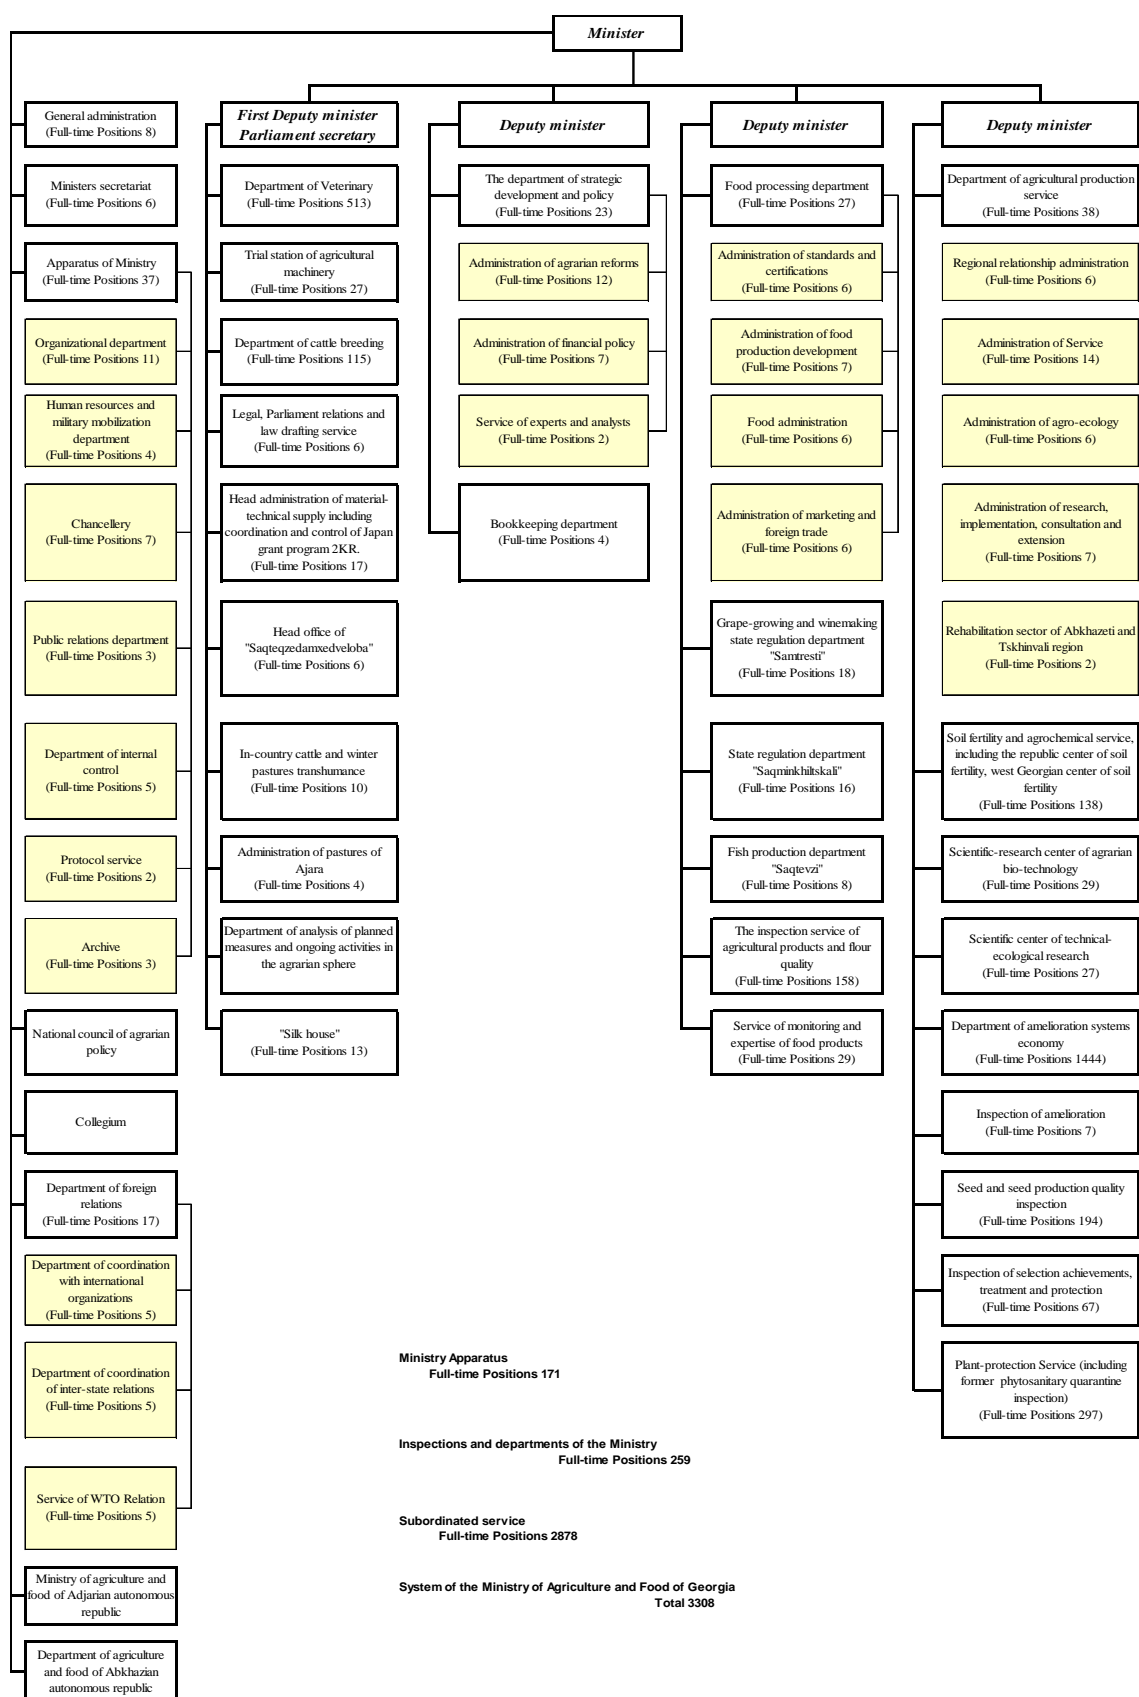 Minister
General administration
(Full-time Positions 8)
Ministers secretariat
(Full-time Positions 6)
Apparatus of Ministry
(Full-time Positions 37)
Organizational department
(Full-time Positions 11)
Human resources and
military mobilization
department
(Full-time Positions 4)
Chancellery
(Full-time Positions 7)
Public relations department
(Full-time Positions 3)
Department of internal
control
(Full-time Positions 5)
Protocol service
(Full-time Positions 2)
Archive
(Full-time Positions 3)
National council of agrarian
policy
Collegium
Department of foreign
relations
(Full-time Positions 17)
Department of coordination
with international
organizations
(Full-time Positions 5)
Department of coordination
of inter-state relations
(Full-time Positions 5)
Service of WTO Relation
(Full-time Positions 5)
Ministry of agriculture and
food of Adjarian autonomous
republic
Department of agriculture
and food of Abkhazian
autonomous republic
First Deputy minister
Parliament secretary
Department of Veterinary
(Full-time Positions 513)
Trial station of agricultural
machinery
(Full-time Positions 27)
Department of cattle breeding
(Full-time Positions 115)
Legal, Parliament relations and
law drafting service
(Full-time Positions 6)
Head administration of material-
technical supply including
coordination and control of Japan
grant program 2KR.
(Full-time Positions 17)
Head office of
"Saqteqzedamxedveloba"
(Full-time Positions 6)
In-country cattle and winter
pastures transhumance
(Full-time Positions 10)
Administration of pastures of
Ajara
(Full-time Positions 4)
Department of analysis of planned
measures and ongoing activities in
the agrarian sphere
"Silk house"
(Full-time Positions 13)
Deputy minister
The department of strategic
development and policy
(Full-time Positions 23)
Administration of agrarian reforms
(Full-time Positions 12)
Administration of financial policy
(Full-time Positions 7)
Service of experts and analysts
(Full-time Positions 2)
Bookkeeping department
(Full-time Positions 4)
Deputy minister
Food processing department
(Full-time Positions 27)
Administration of standards and
certifications
(Full-time Positions 6)
Administration of food
production development
(Full-time Positions 7)
Food administration
(Full-time Positions 6)
Administration of marketing and
foreign trade
(Full-time Positions 6)
Grape-growing and winemaking
state regulation department
"Samtresti"
(Full-time Positions 18)
State regulation department
"Saqminkhiltskali"
(Full-time Positions 16)
Fish production department
"Saqtevzi"
(Full-time Positions 8)
The inspection service of
agricultural products and flour
quality
(Full-time Positions 158)
Service of monitoring and
expertise of food products
(Full-time Positions 29)
Deputy minister
Department of agricultural production
service
(Full-time Positions 38)
Regional relationship administration
(Full-time Positions 6)
Administration of Service
(Full-time Positions 14)
Administration of agro-ecology
(Full-time Positions 6)
Administration of research,
implementation, consultation and
extension
(Full-time Positions 7)
Rehabilitation sector of Abkhazeti and
Tskhinvali region
(Full-time Positions 2)
Soil fertility and agrochemical service,
including the republic center of soil
fertility, west Georgian center of soil
fertility
(Full-time Positions 138)
Scientific-research center of agrarian
bio-technology
(Full-time Positions 29)
Scientific center of technical-
ecological research
(Full-time Positions 27)
Department of amelioration systems
economy
(Full-time Positions 1444)
Inspection of amelioration
(Full-time Positions 7)
Seed and seed production quality
inspection
(Full-time Positions 194)
Inspection of selection achievements,
treatment and protection
(Full-time Positions 67)
Plant-protection Service (including
former phytosanitary quarantine
inspection)
(Full-time Positions 297)
Ministry Apparatus
Full-time Positions 171
Inspections and departments of the Ministry
Full-time Positions 259
Subordinated service
Full-time Positions 2878
System of the Ministry of Agriculture and Food of Georgia
Total 3308